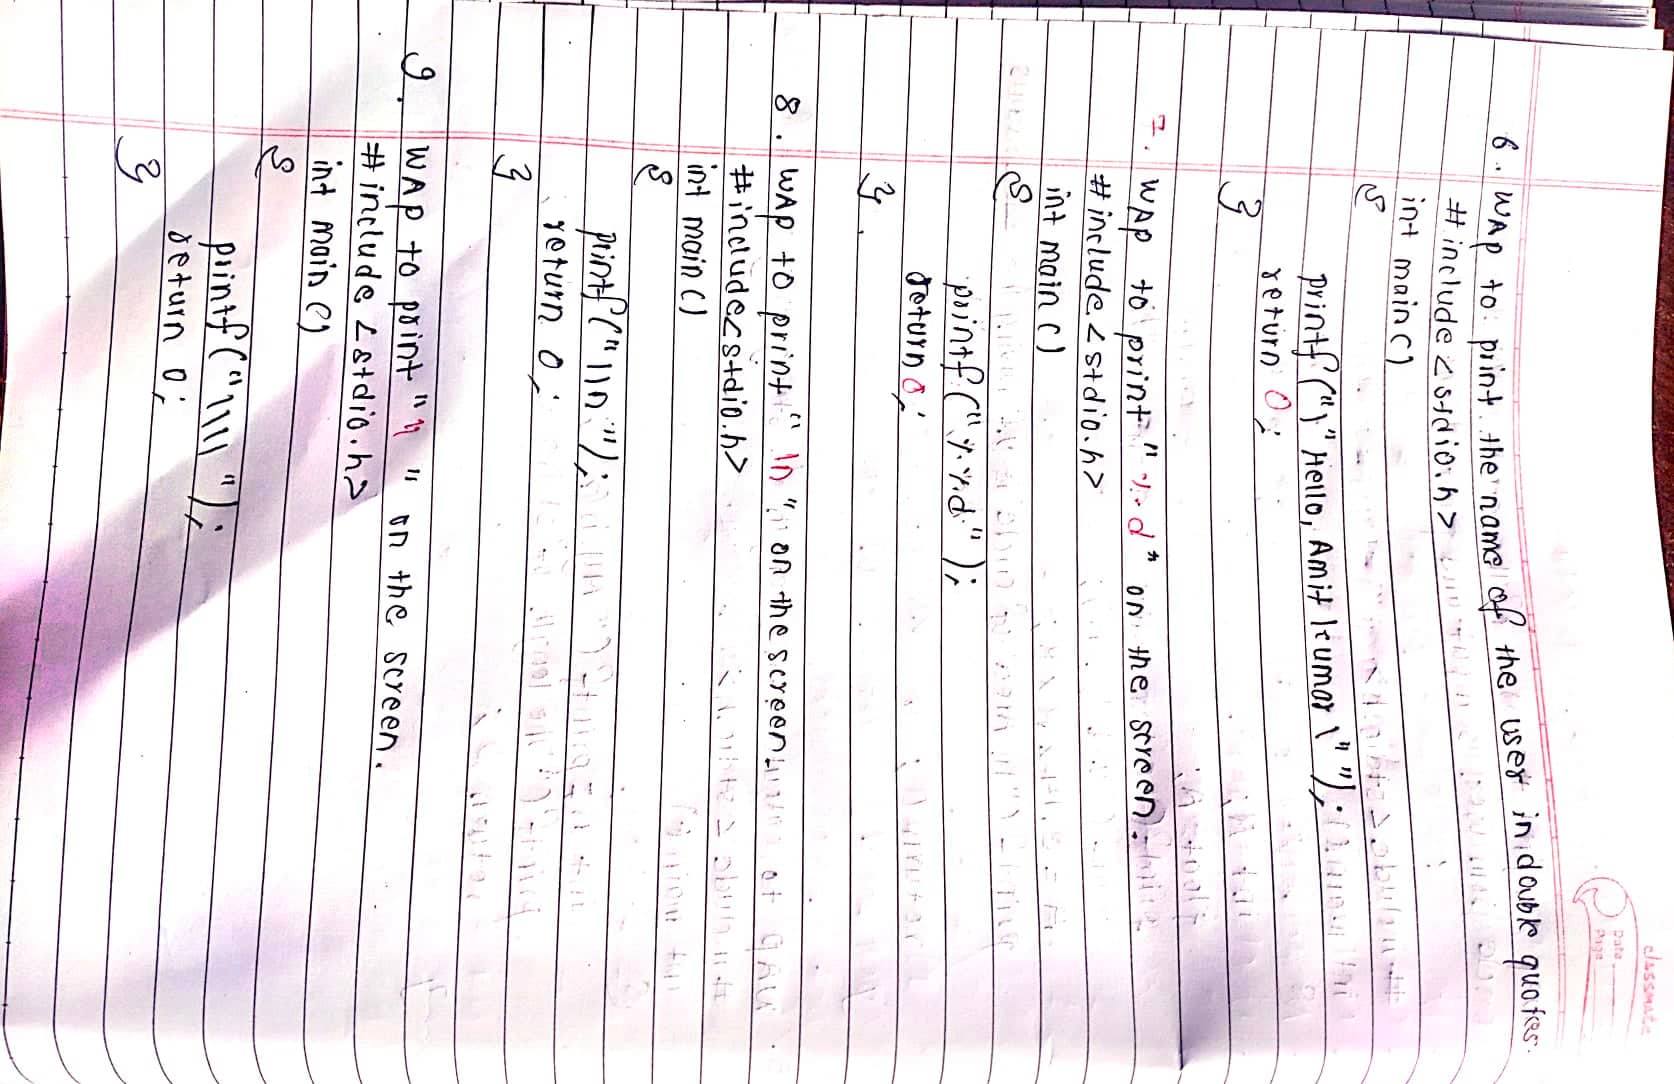 classmate
Date
Page
6. WAP to print the name of the user in double quotes.
#include<stdio.h>
int main()
{
printf("\"Hello, Amit kumar\"");
return 0;
}
7. WAP to print "%d" on the screen.
#include<stdio.h>
int main()
{
printf("%%d");
return 0;
}
8. WAP to print "\n" on the screen.
#include<stdio.h>
int main()
{
printf("\\n");
return 0;
}
9. WAP to print "\\" on the screen.
#include<stdio.h>
int main()
{
printf("\\\\");
return 0;
}